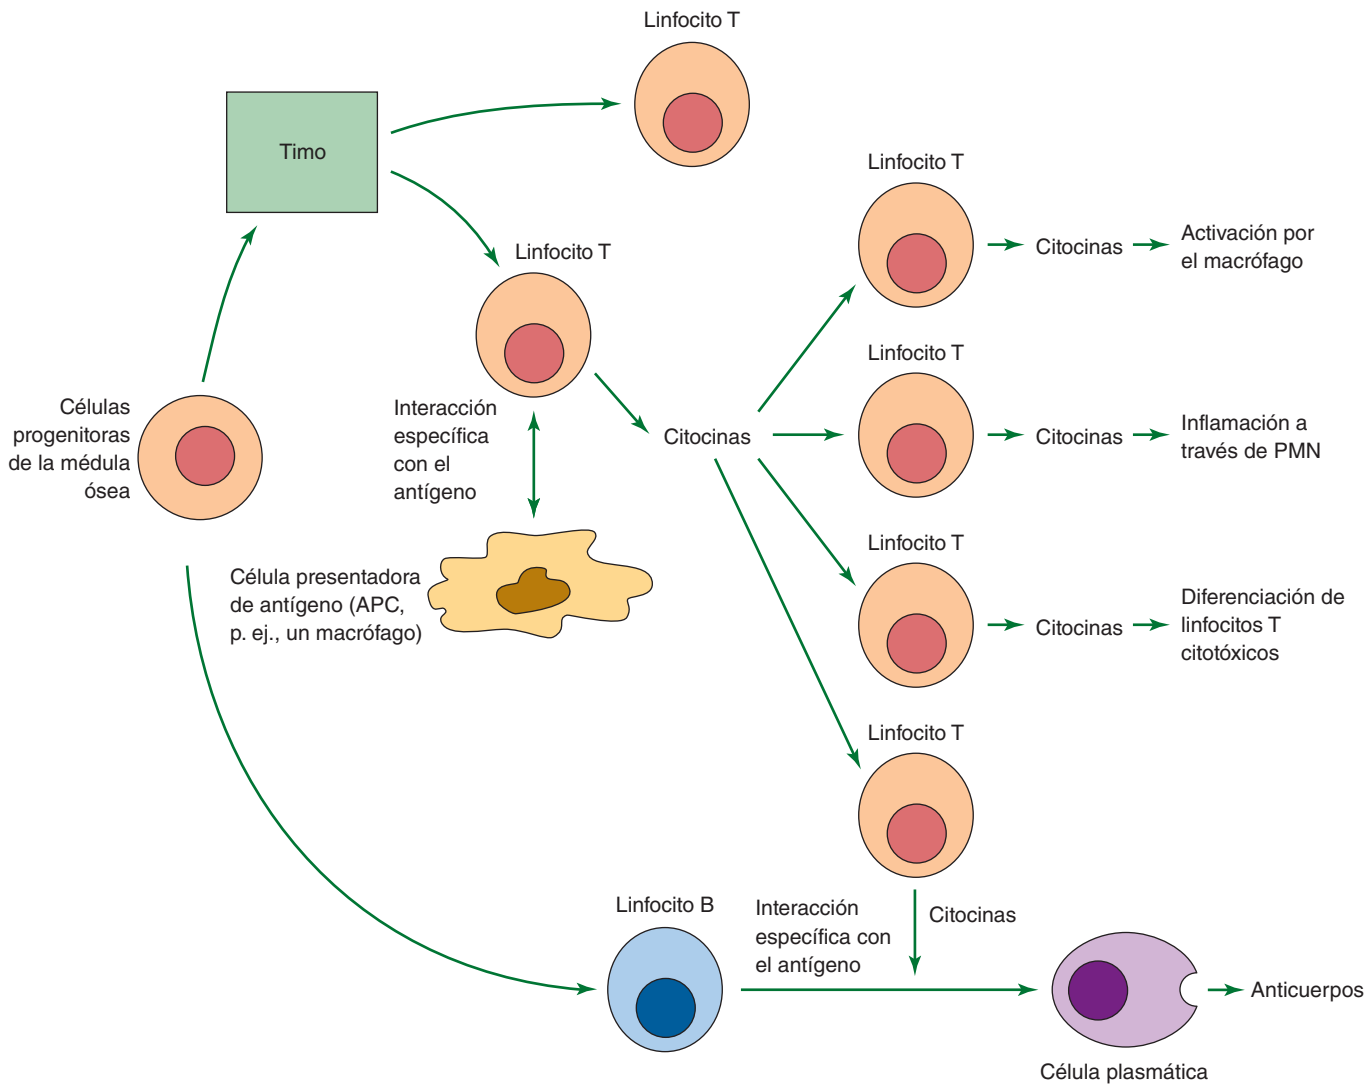 Linfocito T
Timo
Linfocito T
Linfocito T
Citocinas
Activación por
el macrófago
Células
progenitoras
de la médula
ósea
Interacción
específica
con el
antígeno
Citocinas
Linfocito T
Citocinas
Inflamación a
través de PMN
Célula presentadora
de antígeno (APC,
p. ej., un macrófago)
Linfocito T
Citocinas
Diferenciación de
linfocitos T
citotóxicos
Linfocito T
Linfocito B
Interacción
específica con
el antígeno
Citocinas
Anticuerpos
Célula plasmática